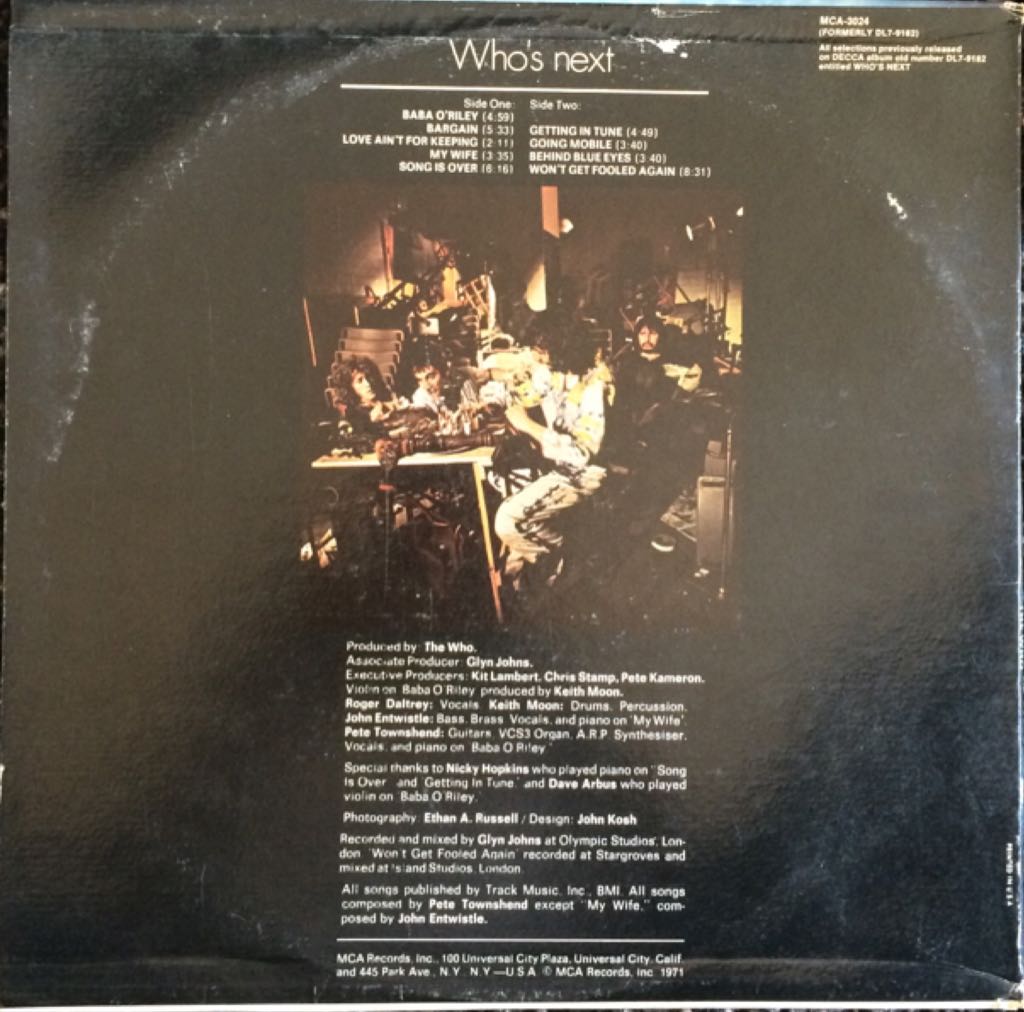 MCA-3024
(FORMERLY DL7-9182)
All selections previously released
on DECCA album old number DL7-9182
entitled WHO'S NEXT
Who's next
Side One:
BABA O'RILEY (4:59)
BARGAIN (5:33)
LOVE AIN'T FOR KEEPING (2:11)
MY WIFE (3:35)
SONG IS OVER (6:16)
Side Two:
GETTING IN TUNE (4:49)
GOING MOBILE (3:40)
BEHIND BLUE EYES (3:40)
WON'T GET FOOLED AGAIN (8:31)
Produced by: The Who.
Associate Producer: Glyn Johns.
Executive Producers: Kit Lambert, Chris Stamp, Pete Kameron.
Violin on Baba O'Riley produced by Keith Moon.
Roger Daltrey: Vocals. Keith Moon: Drums, Percussion.
John Entwistle: Bass, Brass, Vocals, and piano on 'My Wife'.
Pete Townshend: Guitars, VCS3 Organ, A.R.P. Synthesiser,
Vocals, and piano on "Baba O'Riley."
Special thanks to Nicky Hopkins who played piano on "Song
Is Over" and "Getting In Tune," and Dave Arbus who played
violin on "Baba O'Riley."
Photography: Ethan A. Russell / Design: John Kosh
Recorded and mixed by Glyn Johns at Olympic Studios, Lon-
don. "Won't Get Fooled Again" recorded at Stargroves and
mixed at Island Studios, London.
All songs published by Track Music, Inc., BMI. All songs
composed by Pete Townshend except "My Wife," com-
posed by John Entwistle.
MCA Records, Inc., 100 Universal City Plaza, Universal City, Calif.
and 445 Park Ave., N.Y. N.Y.—U.S.A. © MCA Records, Inc. 1971
PRINTED IN U.S.A.